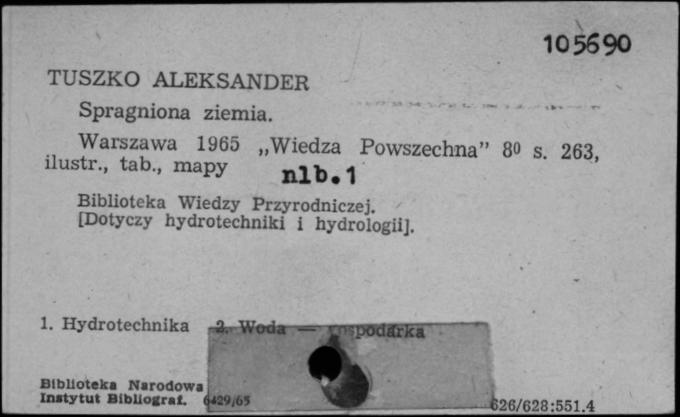 105690
TUSZKO ALEKSANDER
Spragniona ziemia.
Warszawa 1965 „Wiedza Powszechna” 8⁰ s. 263,
ilustr., tab., mapy nlb.1
Biblioteka Wiedzy Przyrodniczej.
[Dotyczy hydrotechniki i hydrologii].
1. Hydrotechnika 2. Woda — gospodarka
Biblioteka Narodowa
Instytut Bibliograf. 6429/65
626/628:551.4